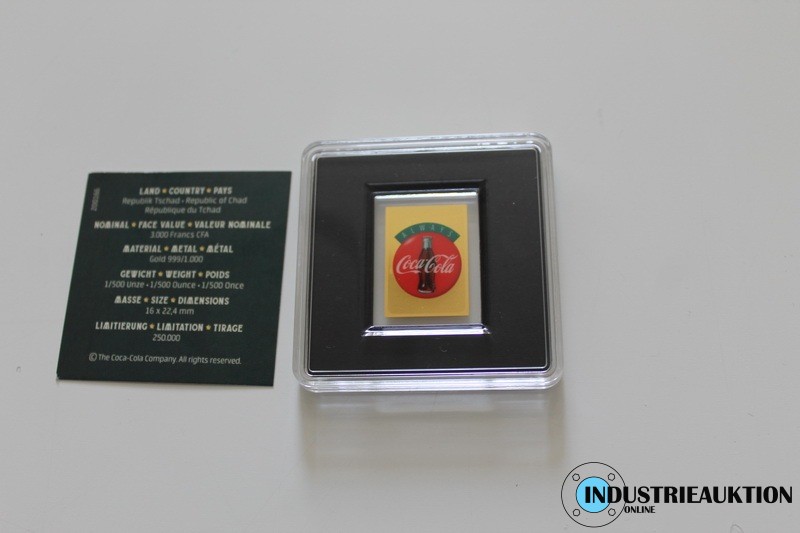 200266
LAND ★ COUNTRY ★ PAYS
Republik Tschad • Republic of Chad
République du Tchad
NOMINAL ★ FACE VALUE ★ VALEUR NOMINALE
3.000 Francs CFA
MATERIAL ★ METAL ★ MÉTAL
Gold 999/1.000
GEWICHT ★ WEIGHT ★ POIDS
1/500 Unze • 1/500 Ounce • 1/500 Once
MASSE ★ SIZE ★ DIMENSIONS
16 x 22,4 mm
LIMITIERUNG ★ LIMITATION ★ TIRAGE
250.000
© The Coca-Cola Company. All rights reserved.
ALWAYS
Coca-Cola
INDUSTRIEAUKTION
ONLINE